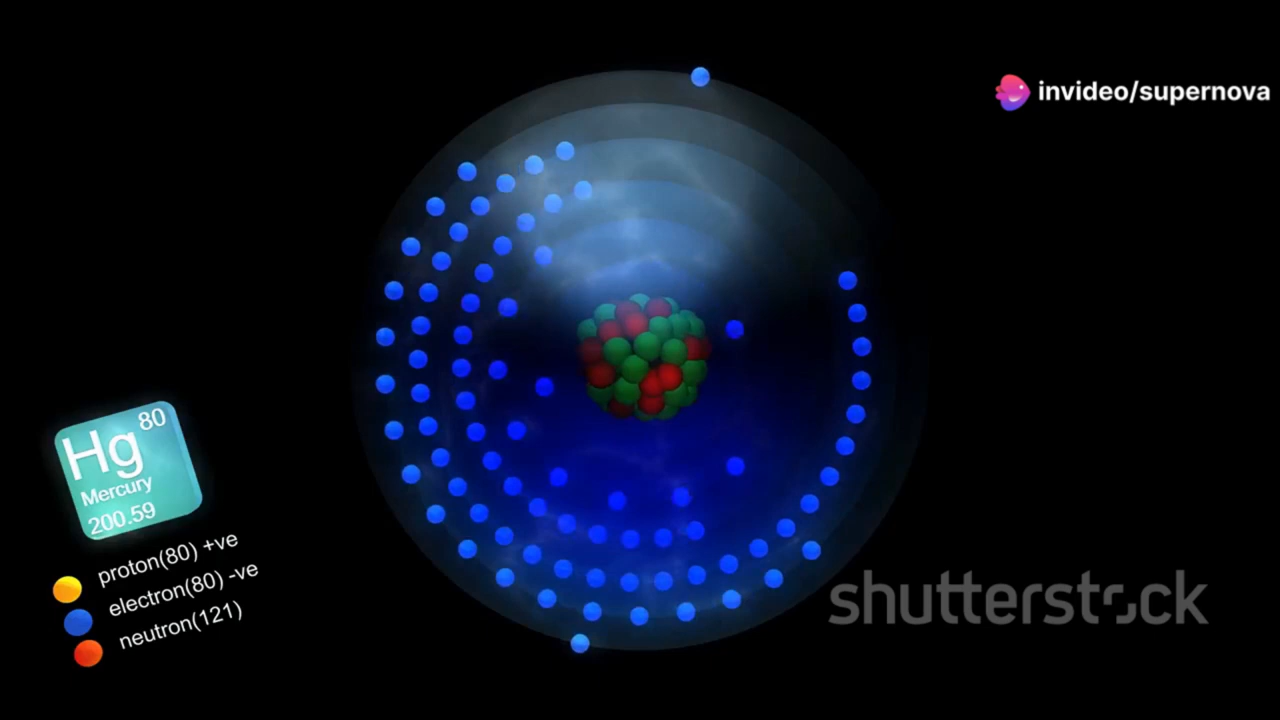 invideo/supernova
80
Hg
Mercury
200.59
proton(80) +ve
electron(80) -ve
neutron(121)
shutterstock